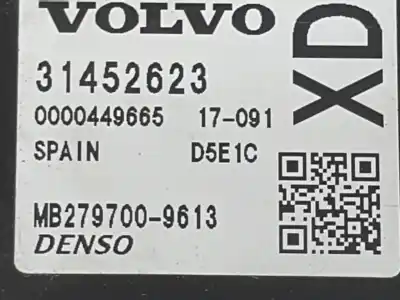 VOLVO
XD
31452623
0000449665 17-091
SPAIN D5E1C
MB279700-9613
DENSO